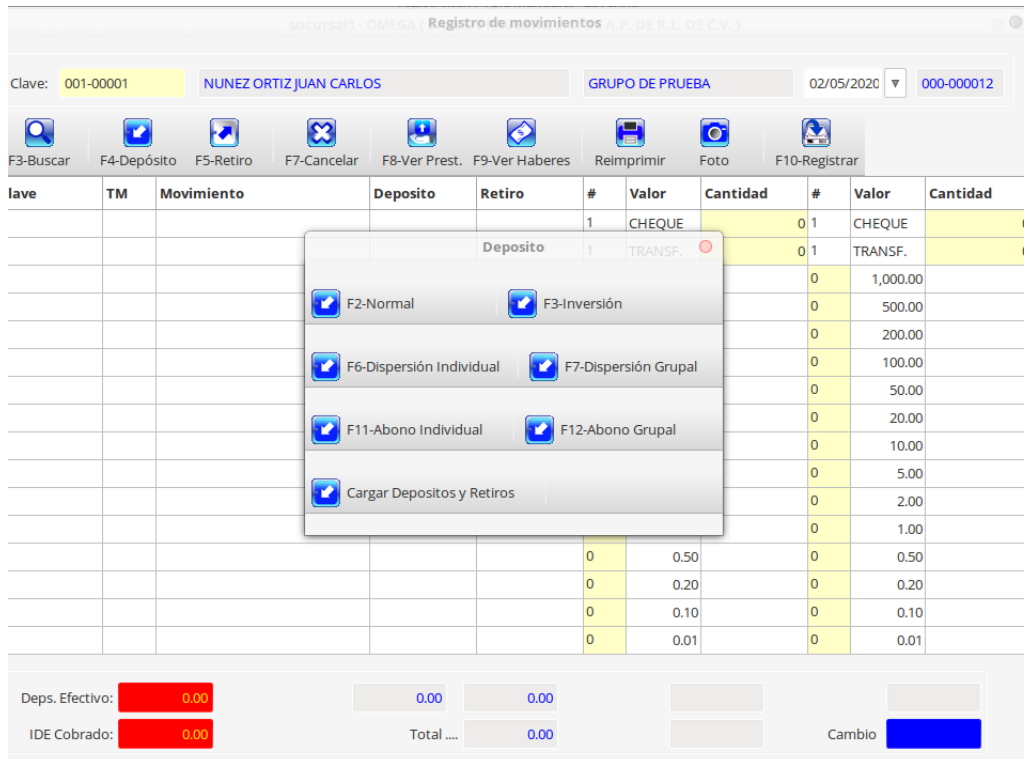 sucursal1 - OMEGA ( Registro de movimientos A.P. DE R.L. DE C.V. )
Clave: 001-00001 NUNEZ ORTIZ JUAN CARLOS GRUPO DE PRUEBA 02/05/2020 000-000012
F3-Buscar F4-Depósito F5-Retiro F7-Cancelar F8-Ver Prest. F9-Ver Haberes Reimprimir Foto F10-Registrar
lave TM Movimiento Deposito Retiro # Valor Cantidad # Valor Cantidad
1 CHEQUE 0 1 CHEQUE 0
Deposito 1 TRANSF. 0 1 TRANSF. 0
0 1,000.00
F2-Normal F3-Inversión 0 500.00
0 200.00
F6-Dispersión Individual F7-Dispersión Grupal 0 100.00
0 50.00
0 20.00
F11-Abono Individual F12-Abono Grupal 0 10.00
0 5.00
Cargar Depositos y Retiros 0 2.00
0 1.00
0 0.50 0 0.50
0 0.20 0 0.20
0 0.10 0 0.10
0 0.01 0 0.01
Deps. Efectivo: 0.00 0.00 0.00
IDE Cobrado: 0.00 Total .... 0.00 Cambio